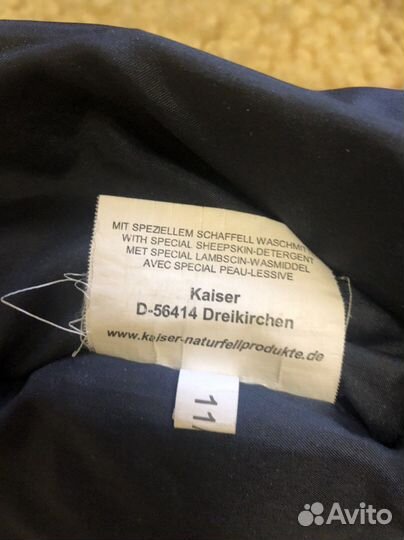 MIT SPEZIELLEM SCHAFFELL WASCHMIT
WITH SPECIAL SHEEPSKIN-DETERGENT
MET SPECIAL LAMBSCIN-WASMIDDEL
AVEC SPECIAL PEAU-LESSIVE
Kaiser
D-56414 Dreikirchen
www.kaiser-naturfellprodukte.de
11
Avito